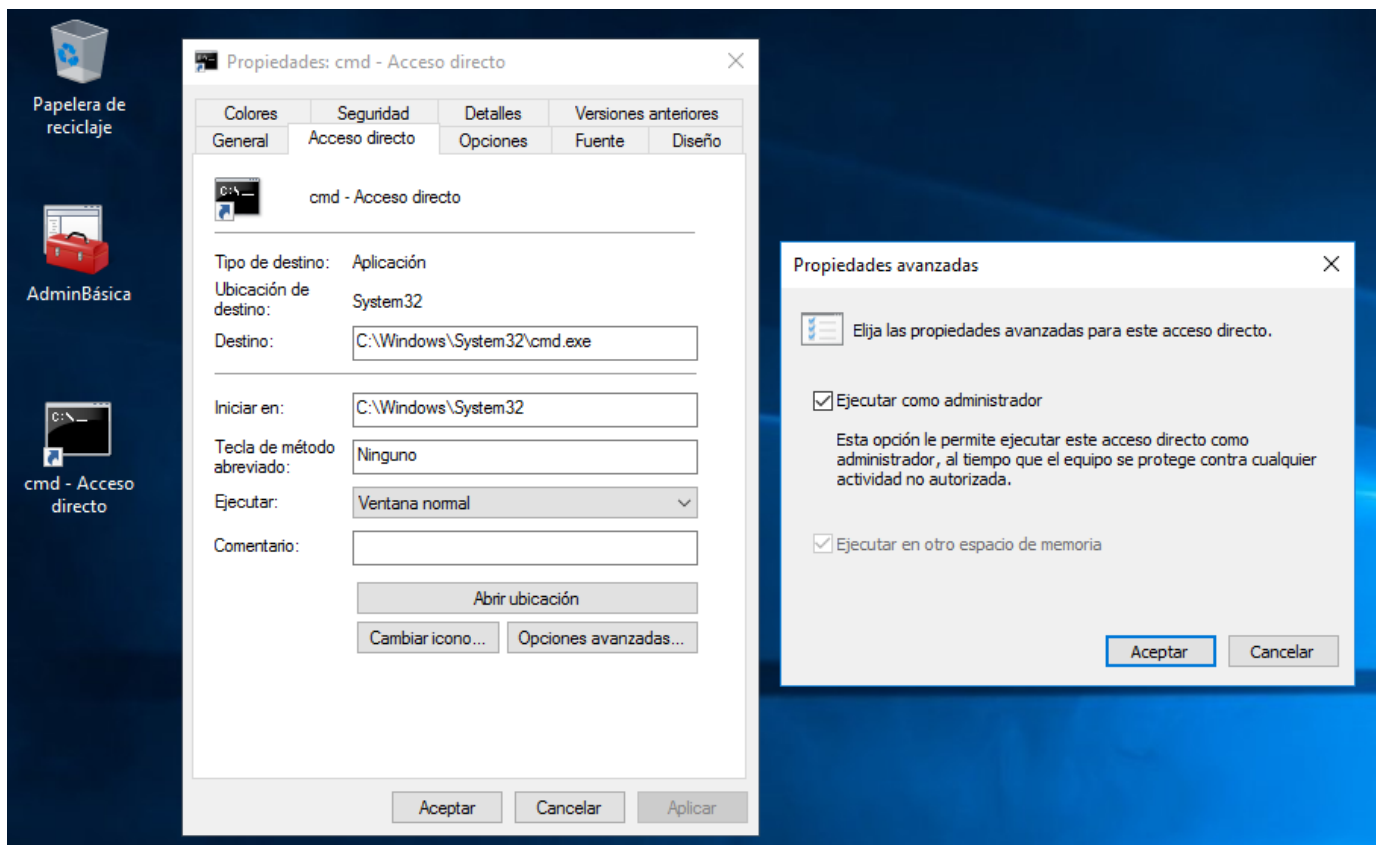 Papelera de
reciclaje
AdminBásica
C:\_
cmd - Acceso
directo
Propiedades: cmd - Acceso directo
Colores Seguridad Detalles Versiones anteriores
General Acceso directo Opciones Fuente Diseño
C:\_
cmd - Acceso directo
Tipo de destino: Aplicación
Ubicación de
destino: System32
Destino: C:\Windows\System32\cmd.exe
Iniciar en: C:\Windows\System32
Tecla de método
abreviado: Ninguno
Ejecutar: Ventana normal
Comentario:
Abrir ubicación
Cambiar icono... Opciones avanzadas...
Aceptar Cancelar Aplicar
Propiedades avanzadas
Elija las propiedades avanzadas para este acceso directo.
Ejecutar como administrador
Esta opción le permite ejecutar este acceso directo como
administrador, al tiempo que el equipo se protege contra cualquier
actividad no autorizada.
Ejecutar en otro espacio de memoria
Aceptar Cancelar